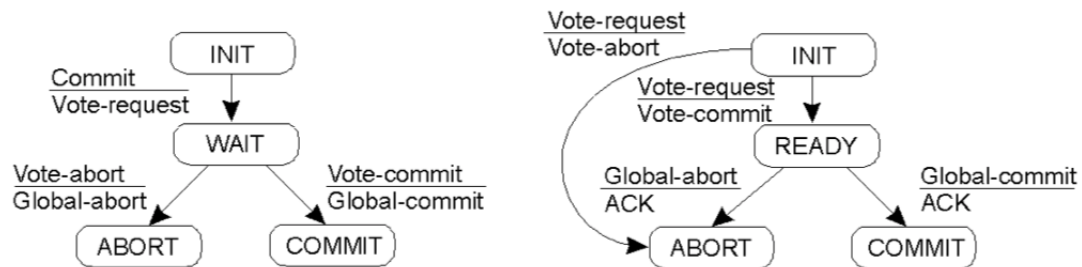 INIT
Commit
Vote-request
WAIT
Vote-abort
Global-abort
Vote-commit
Global-commit
ABORT
COMMIT
Vote-request
Vote-abort
INIT
Vote-request
Vote-commit
READY
Global-abort
ACK
Global-commit
ACK
ABORT
COMMIT